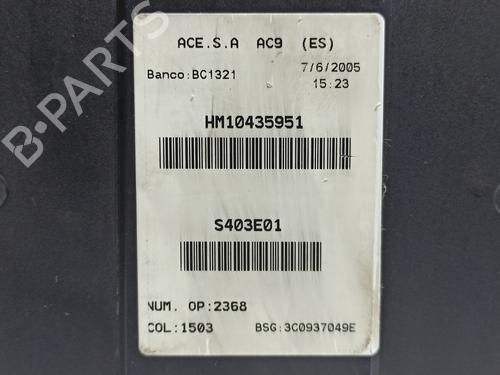 ACE.S.A AC9 (ES)
Banco:BC1321
7/6/2005
15:23
HM10435951
S403E01
NUM. OP:2368
COL:1503
BSG:3C0937049E
B-PARTS